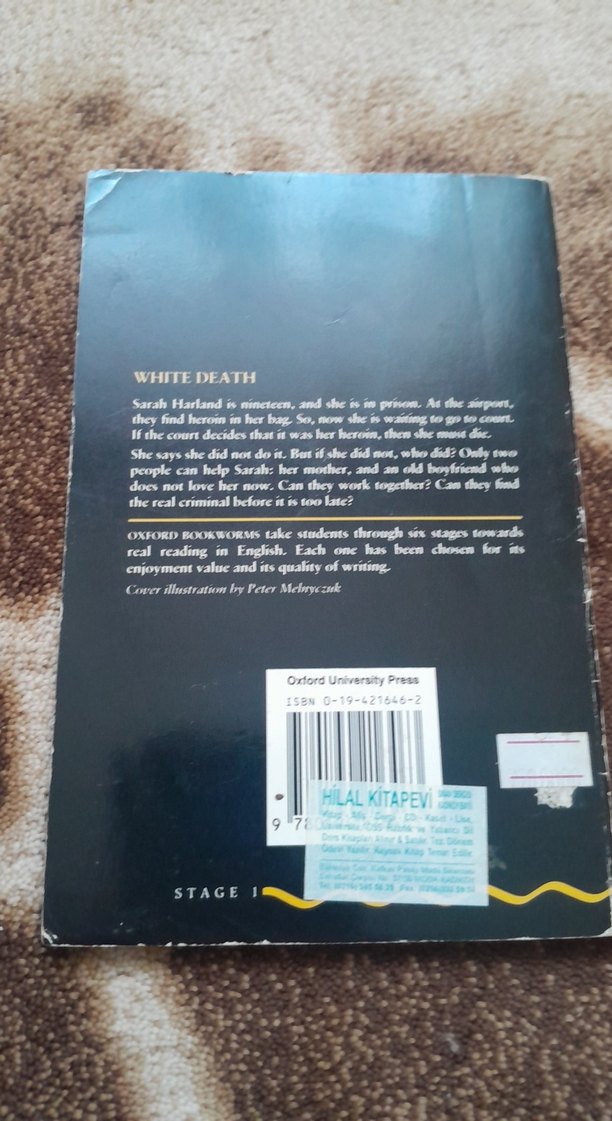 WHITE DEATH
Sarah Harland is nineteen, and she is in prison. At the airport,
they find heroin in her bag. So, now she is waiting to go to court.
If the court decides that it was her heroin, then she must die.
She says she did not do it. But if she did not, who did? Only two
people can help Sarah: her mother, and an old boyfriend who
does not love her now. Can they work together? Can they find
the real criminal before it is too late?
OXFORD BOOKWORMS take students through six stages towards
real reading in English. Each one has been chosen for its
enjoyment value and its quality of writing.
Cover illustration by Peter Melnyczuk
Oxford University Press
ISBN 0-19-421646-2
9 78
HİLAL KİTAPEVİ
STAGE 1